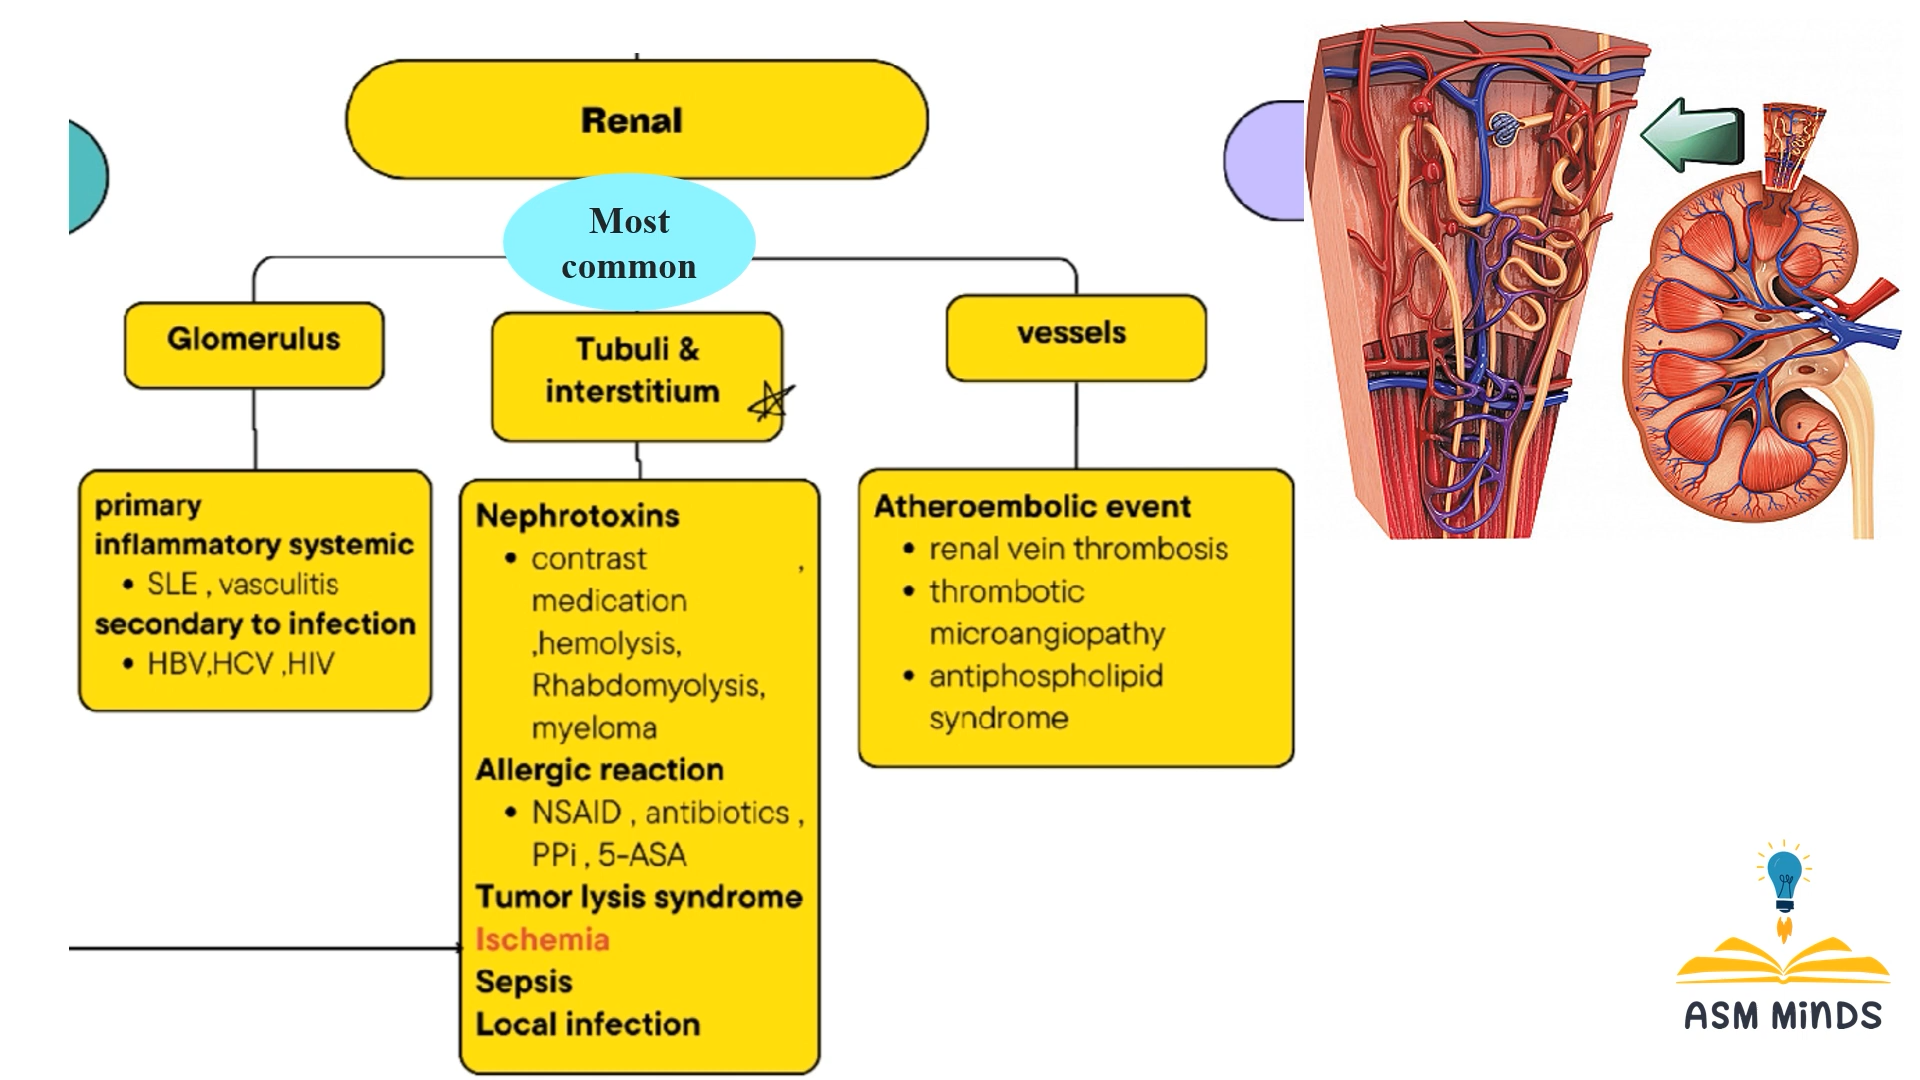 Renal
Most
common
Glomerulus
Tubuli &
interstitium
vessels
primary
inflammatory systemic
• SLE , vasculitis
secondary to infection
• HBV,HCV ,HIV
Nephrotoxins
• contrast ,
medication
,hemolysis,
Rhabdomyolysis,
myeloma
Allergic reaction
• NSAID , antibiotics ,
PPi , 5-ASA
Tumor lysis syndrome
Ischemia
Sepsis
Local infection
Atheroembolic event
• renal vein thrombosis
• thrombotic
microangiopathy
• antiphospholipid
syndrome
ASM MiNDS